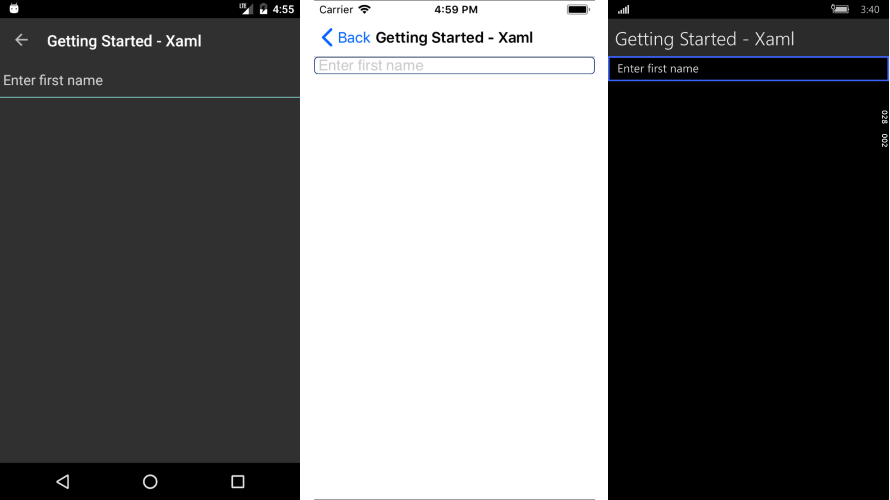 LTE 4:55
Getting Started - Xaml
Enter first name
Carrier 4:59 PM
Back Getting Started - Xaml
Enter first name
3:40
Getting Started - Xaml
Enter first name
028 002